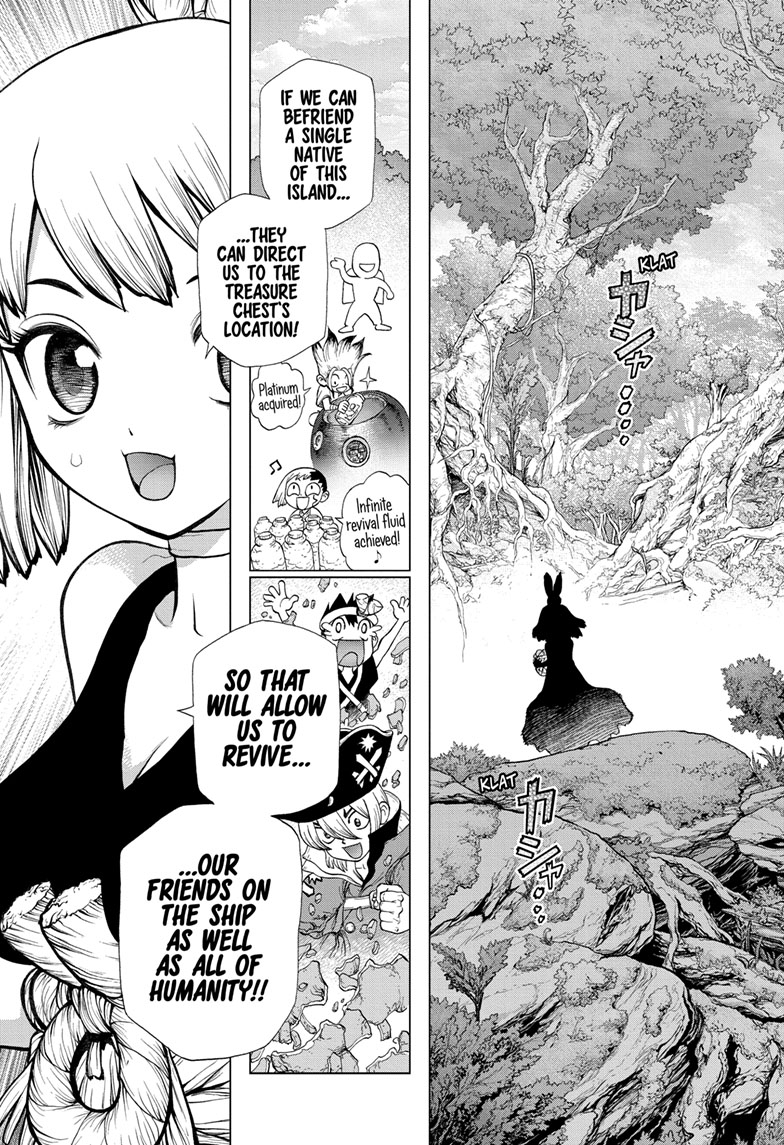 KLAT
カシャ...
KLAT
カシャ...
IF WE CAN
BEFRIEND
A SINGLE
NATIVE
OF THIS
ISLAND...
...THEY
CAN DIRECT
US TO THE
TREASURE
CHEST'S
LOCATION!
Platinum
acquired!
Infinite
revival fluid
achieved!
SO THAT
WILL ALLOW
US TO
REVIVE...
...OUR
FRIENDS ON
THE SHIP
AS WELL
AS ALL OF
HUMANITY!!